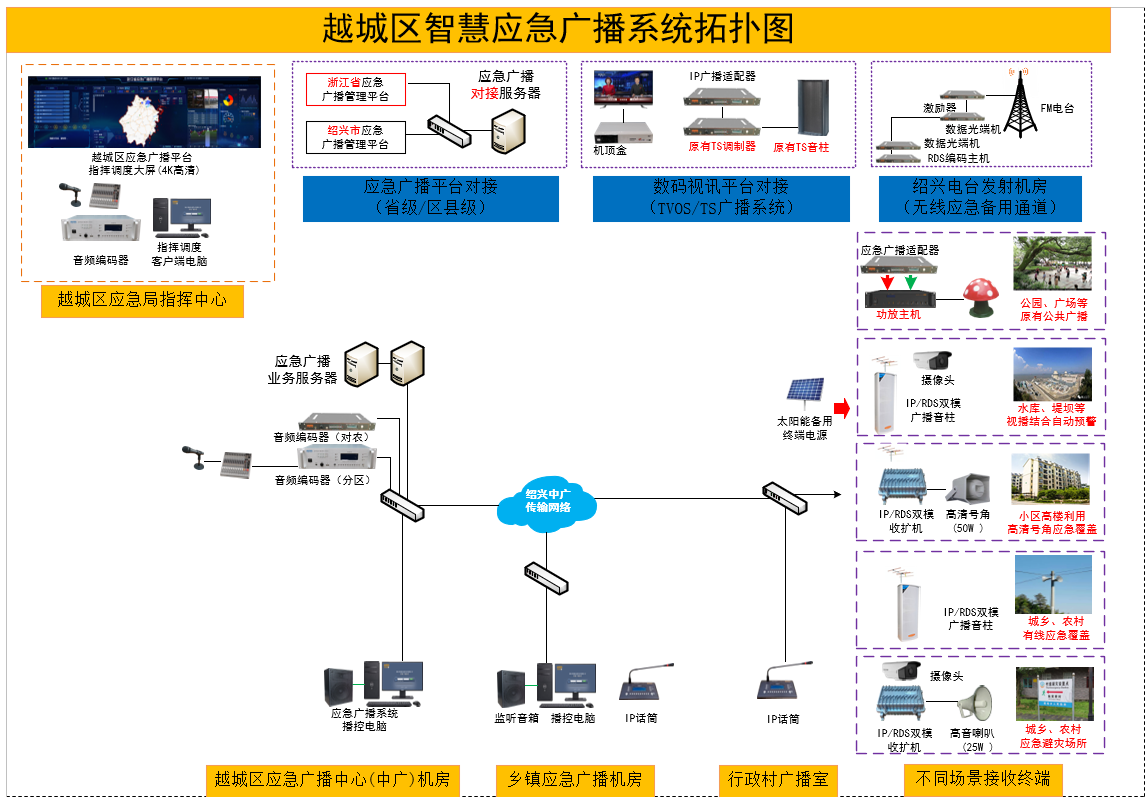 越城区智慧应急广播系统拓扑图
越城区应急广播平台
指挥调度大屏(4K高清)
音频编码器
指挥调度
客户端电脑
越城区应急局指挥中心
浙江省应急
广播管理平台
绍兴市应急
广播管理平台
应急广播
对接服务器
应急广播平台对接
（省级/区县级）
机顶盒
IP广播适配器
原有TS调制器
原有TS音柱
数码视讯平台对接
（TVOS/TS广播系统）
激励器
数据光端机
数据光端机
RDS编码主机
FM电台
绍兴电台发射机房
（无线应急备用通道）
应急广播适配器
功放主机
公园、广场等
原有公共广播
应急广播
业务服务器
音频编码器（对农）
音频编码器（分区）
绍兴中广
传输网络
太阳能备用
终端电源
摄像头
IP/RDS双模
广播音柱
水库、堤坝等
视播结合自动预警
IP/RDS双模
收扩机
高清号角
(50W )
小区高楼利用
高清号角应急覆盖
IP/RDS双模
广播音柱
城乡、农村
有线应急覆盖
摄像头
IP/RDS双模
收扩机
高音喇叭
(25W )
城乡、农村
应急避灾场所
应急广播系统
播控电脑
监听音箱
播控电脑
IP话筒
IP话筒
越城区应急广播中心(中广)机房
乡镇应急广播机房
行政村广播室
不同场景接收终端